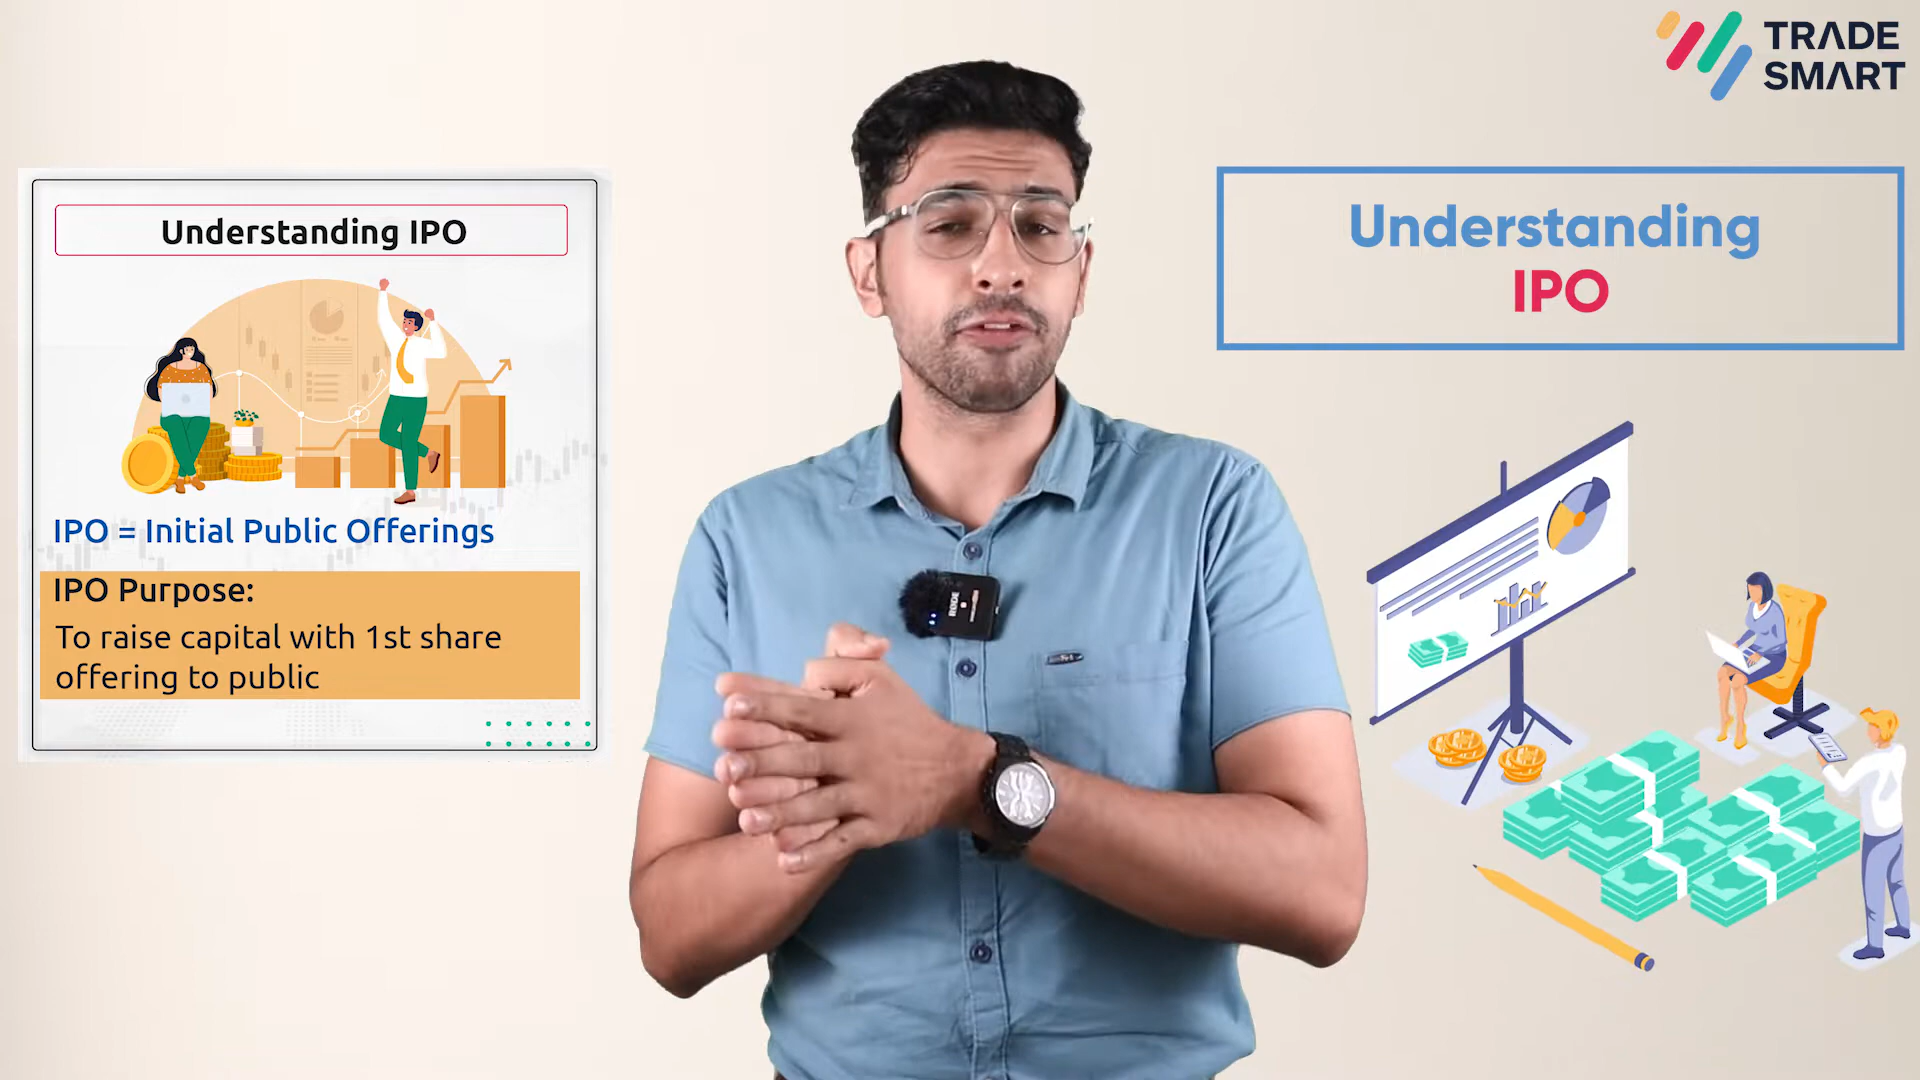 TRADE
SMART
Understanding IPO
IPO = Initial Public Offerings
IPO Purpose:
To raise capital with 1st share
offering to public
Understanding
IPO
RØDE